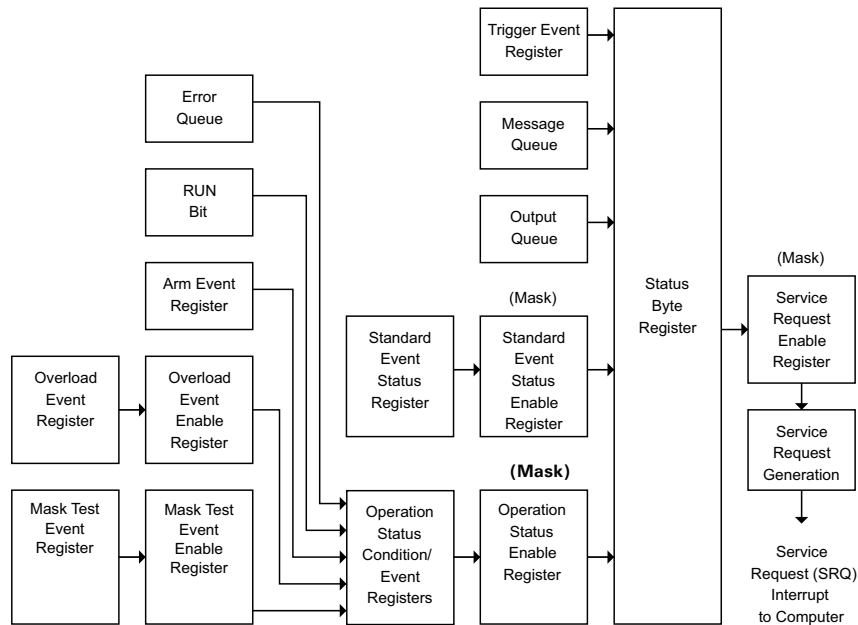 Trigger Event
Register
Error
Queue
Message
Queue
RUN
Bit
Output
Queue
Arm Event
Register
(Mask)
Standard
Event
Status
Register
Standard
Event
Status
Enable
Register
Status
Byte
Register
(Mask)
Service
Request
Enable
Register
Overload
Event
Register
Overload
Event
Enable
Register
Service
Request
Generation
(Mask)
Mask Test
Event
Register
Mask Test
Event
Enable
Register
Operation
Status
Condition/
Event
Registers
Operation
Status
Enable
Register
Service
Request (SRQ)
Interrupt
to Computer